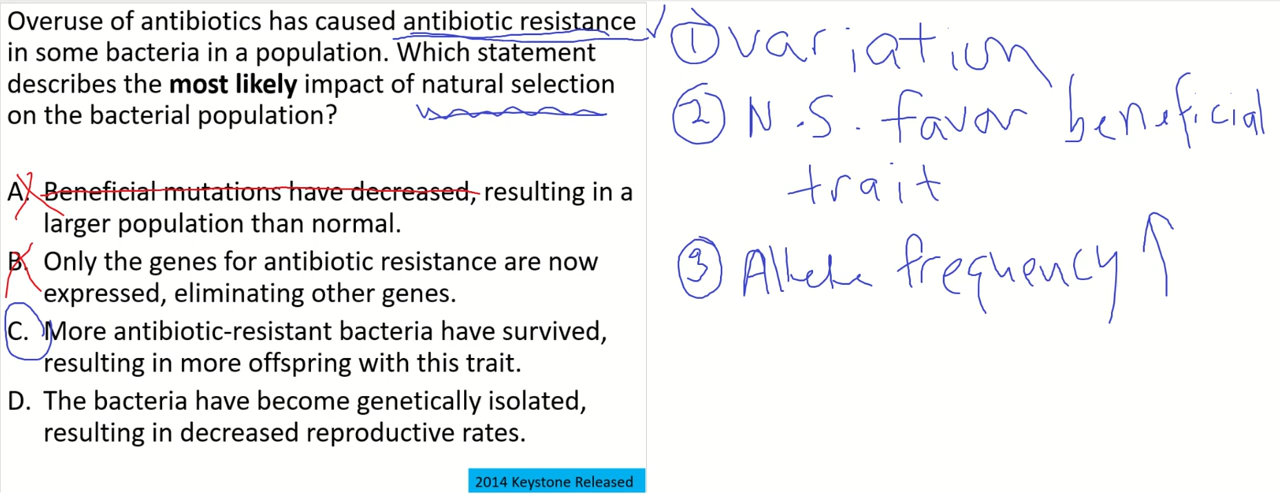 Overuse of antibiotics has caused antibiotic resistance
in some bacteria in a population. Which statement
describes the most likely impact of natural selection
on the bacterial population?
A. Beneficial mutations have decreased, resulting in a
larger population than normal.
B. Only the genes for antibiotic resistance are now
expressed, eliminating other genes.
C. More antibiotic-resistant bacteria have survived,
resulting in more offspring with this trait.
D. The bacteria have become genetically isolated,
resulting in decreased reproductive rates.
2014 Keystone Released
① variation
② N.S. favor beneficial
trait
③ Allele frequency ↑